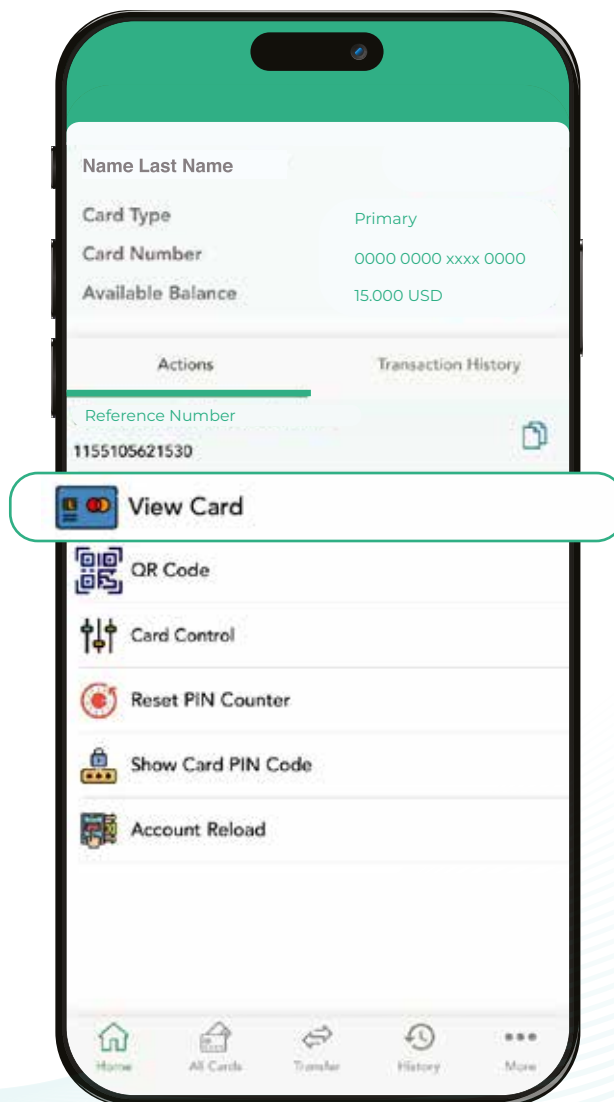 Name Last Name
Card Type Primary
Card Number 0000 0000 xxxx 0000
Available Balance 15.000 USD
Actions Transaction History
Reference Number
1155105621530
View Card
QR Code
Card Control
Reset PIN Counter
Show Card PIN Code
Account Reload
Home All Cards Transfer History More